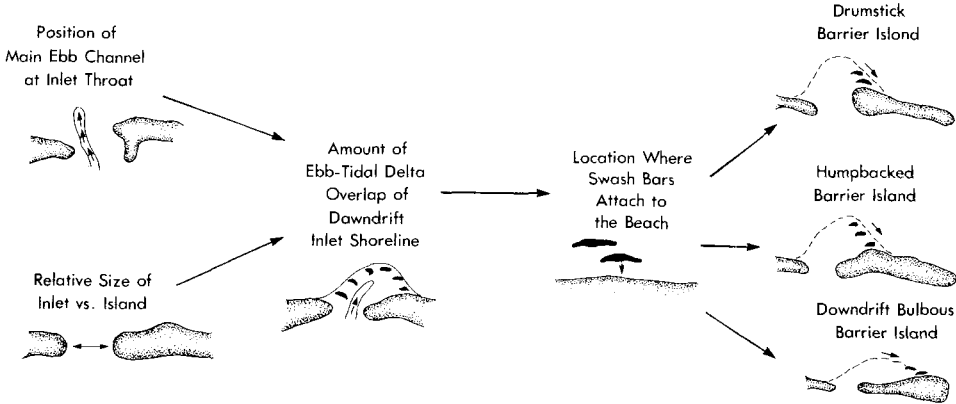 Position of
Main Ebb Channel
at Inlet Throat
Relative Size of
Inlet vs. Island
Amount of
Ebb-Tidal Delta
Overlap of
Dawndrift
Inlet Shoreline
Location Where
Swash Bars
Attach to
the Beach
Drumstick
Barrier Island
Humpbacked
Barrier Island
Downdrift Bulbous
Barrier Island